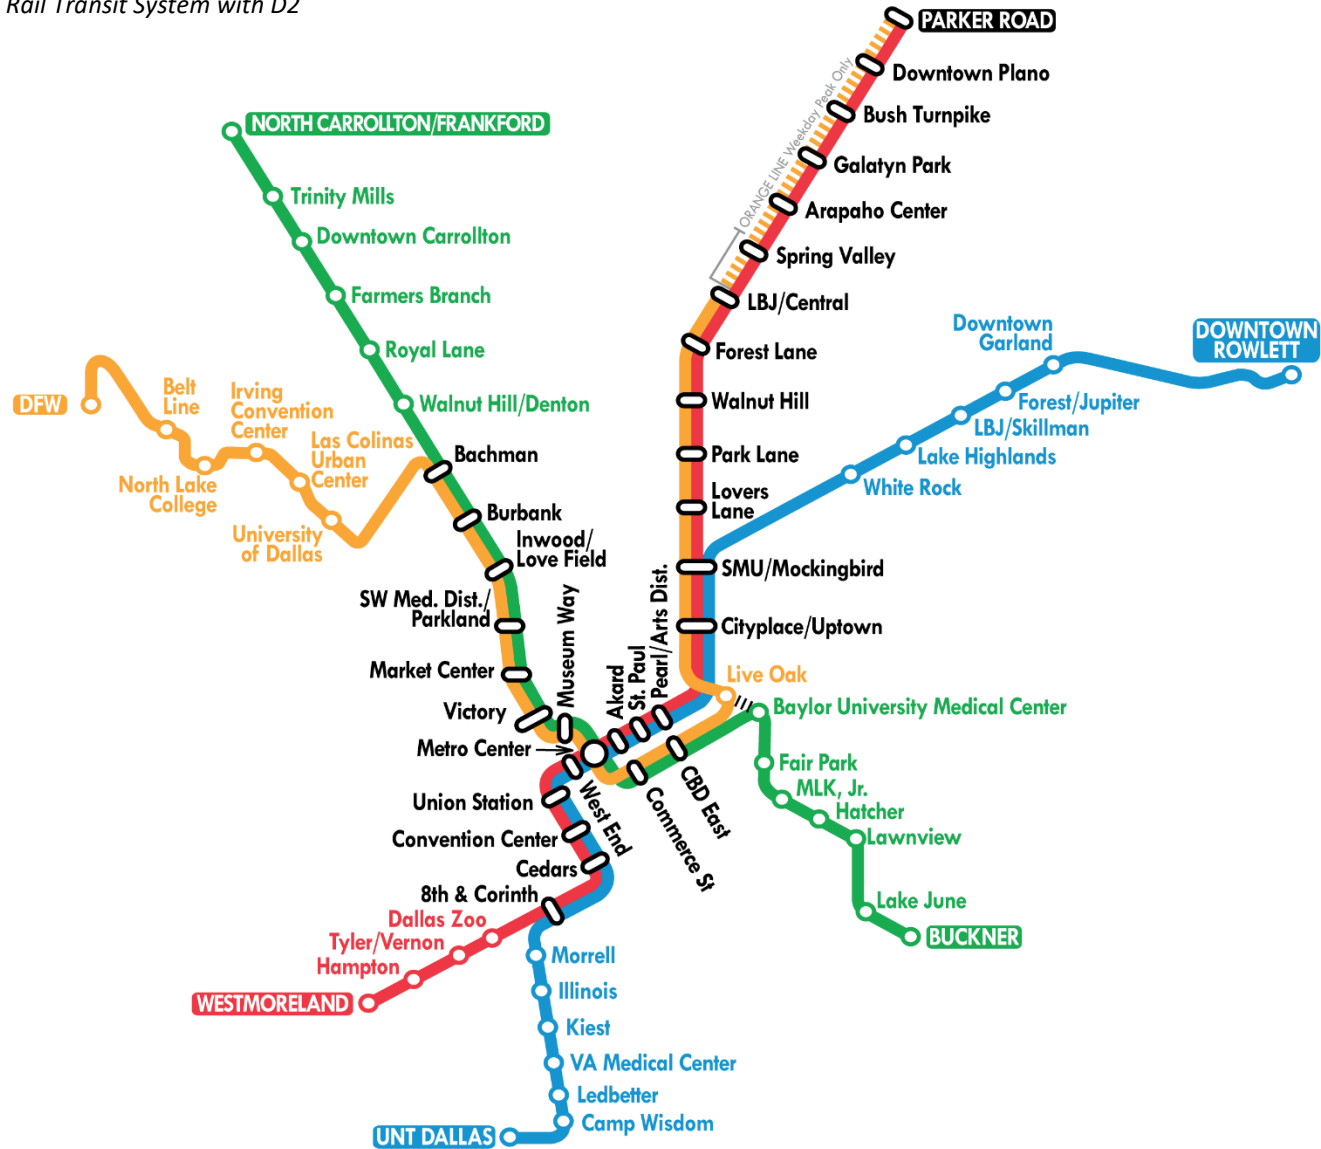 Rail Transit System with D2
PARKER ROAD
Downtown Plano
Bush Turnpike
Galatyn Park
Arapaho Center
Spring Valley
LBJ/Central
ORANGE LINE Weekday Peak Only
Forest Lane
Walnut Hill
Park Lane
Lovers
Lane
SMU/Mockingbird
Cityplace/Uptown
NORTH CARROLLTON/FRANKFORD
Trinity Mills
Downtown Carrollton
Farmers Branch
Royal Lane
Walnut Hill/Denton
Bachman
Burbank
Inwood/
Love Field
SW Med. Dist./
Parkland
Market Center
Victory
Museum Way
Metro Center
DFW
Belt
Line
North Lake
College
Irving
Convention
Center
Las Colinas
Urban
Center
University
of Dallas
Downtown
Garland
DOWNTOWN
ROWLETT
Forest/Jupiter
LBJ/Skillman
Lake Highlands
White Rock
Akard
St. Paul
Pearl/Arts Dist.
Live Oak
Baylor University Medical Center
Fair Park
MLK, Jr.
Hatcher
Lawnview
Lake June
BUCKNER
CBD East
Commerce St
West End
Union Station
Convention Center
Cedars
8th & Corinth
Dallas Zoo
Tyler/Vernon
Hampton
WESTMORELAND
Morrell
Illinois
Kiest
VA Medical Center
Ledbetter
Camp Wisdom
UNT DALLAS